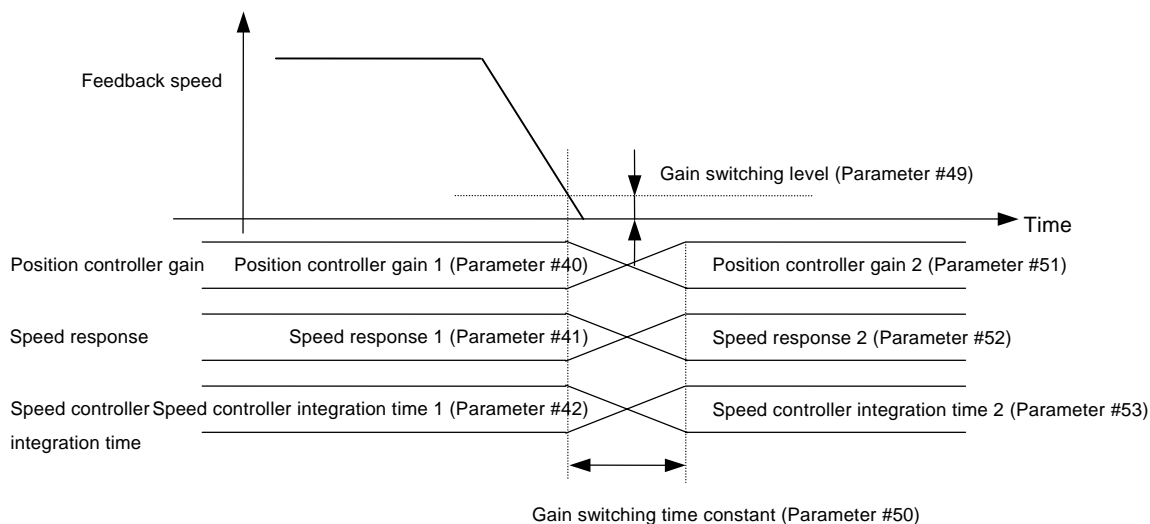 Feedback speed
Gain switching level (Parameter #49)
Time
Position controller gain
Position controller gain 1 (Parameter #40)
Position controller gain 2 (Parameter #51)
Speed response
Speed response 1 (Parameter #41)
Speed response 2 (Parameter #52)
Speed controller
integration time
Speed controller integration time 1 (Parameter #42)
Speed controller integration time 2 (Parameter #53)
Gain switching time constant (Parameter #50)